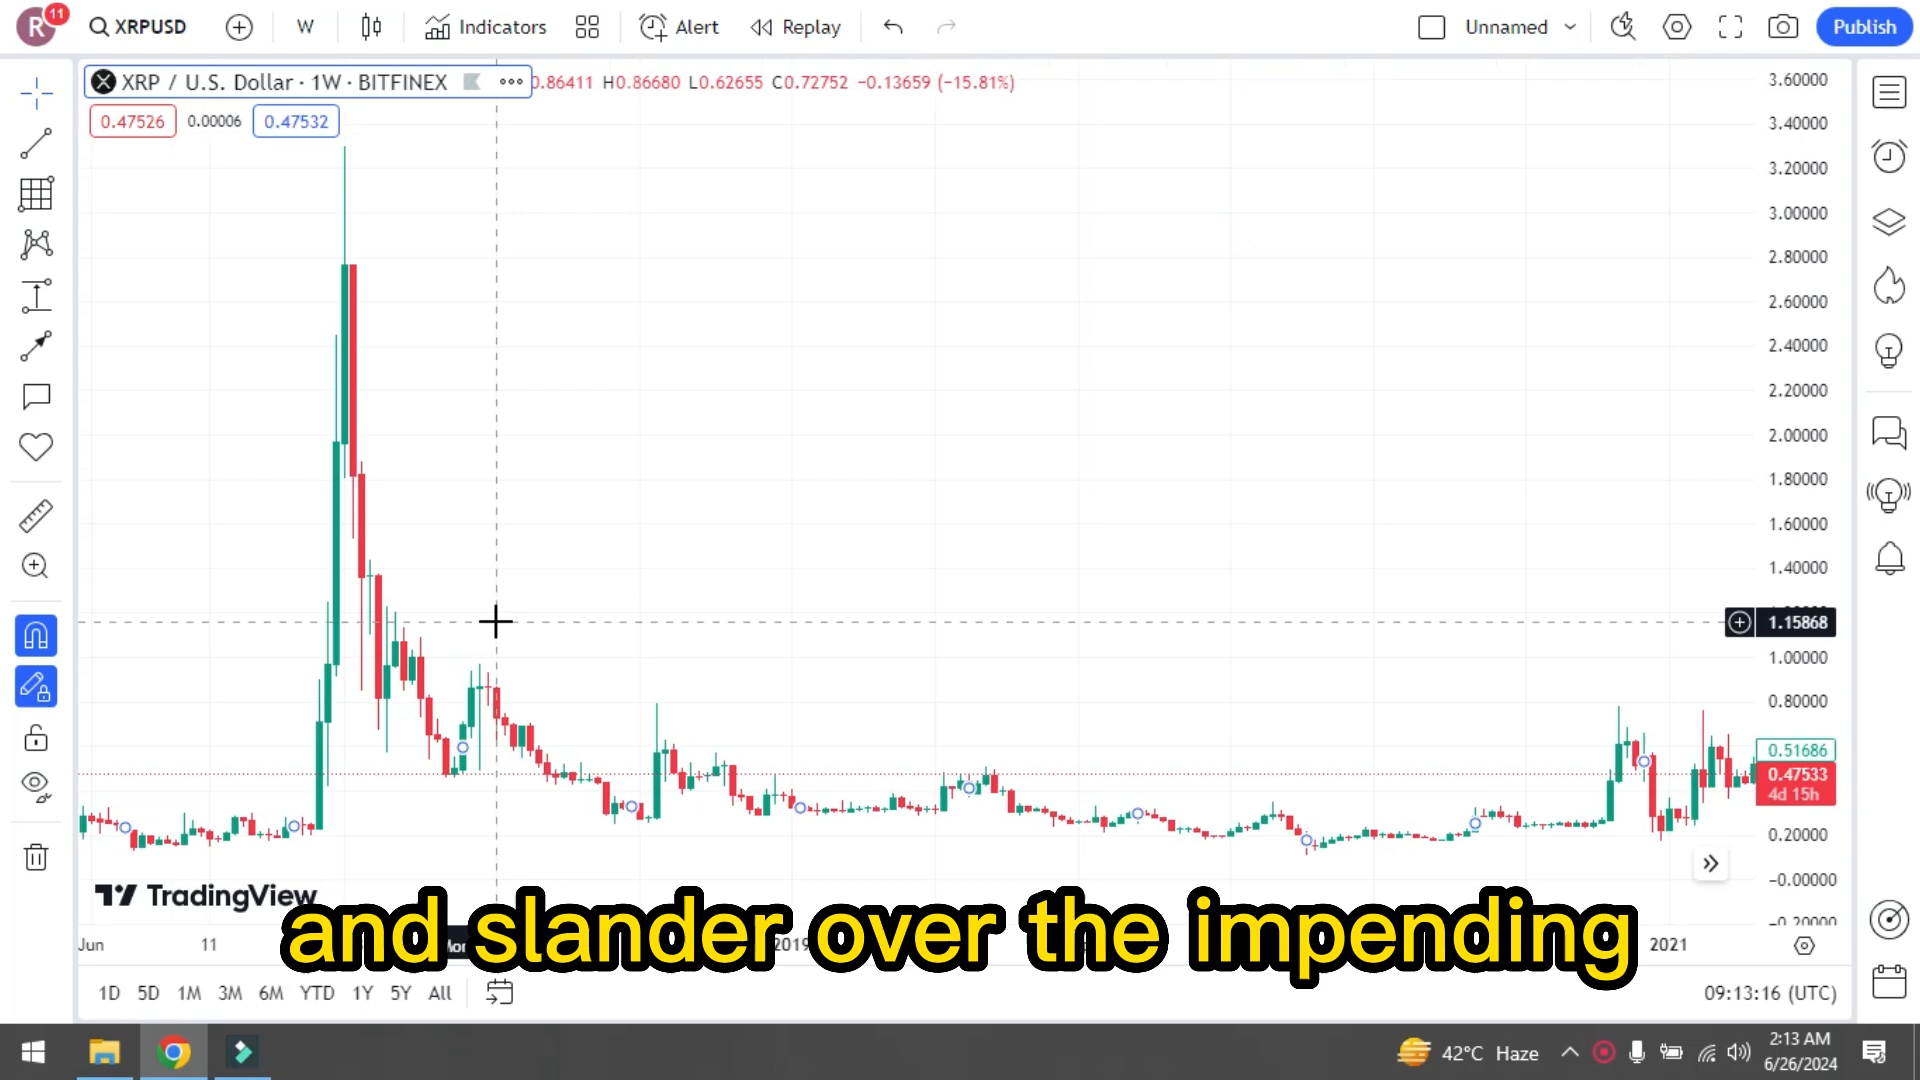 R 11 XRPUSD W Indicators Alert Replay Unnamed Publish
XRP / U.S. Dollar · 1W · BITFINEX ••• 0.86411 H0.86680 L0.62655 C0.72752 −0.13659 (−15.81%)
0.47526 0.00006 0.47532
3.60000
3.40000
3.20000
3.00000
2.80000
2.60000
2.40000
2.20000
2.00000
1.80000
1.60000
1.40000
1.15868
1.00000
0.80000
0.51686
0.47533
4d 15h
0.20000
−0.00000
−0.20000
TradingView
and slander over the impending
Jun 11 Mon 2019 2021
1D 5D 1M 3M 6M YTD 1Y 5Y All 09:13:16 (UTC)
42°C Haze 2:13 AM
6/26/2024